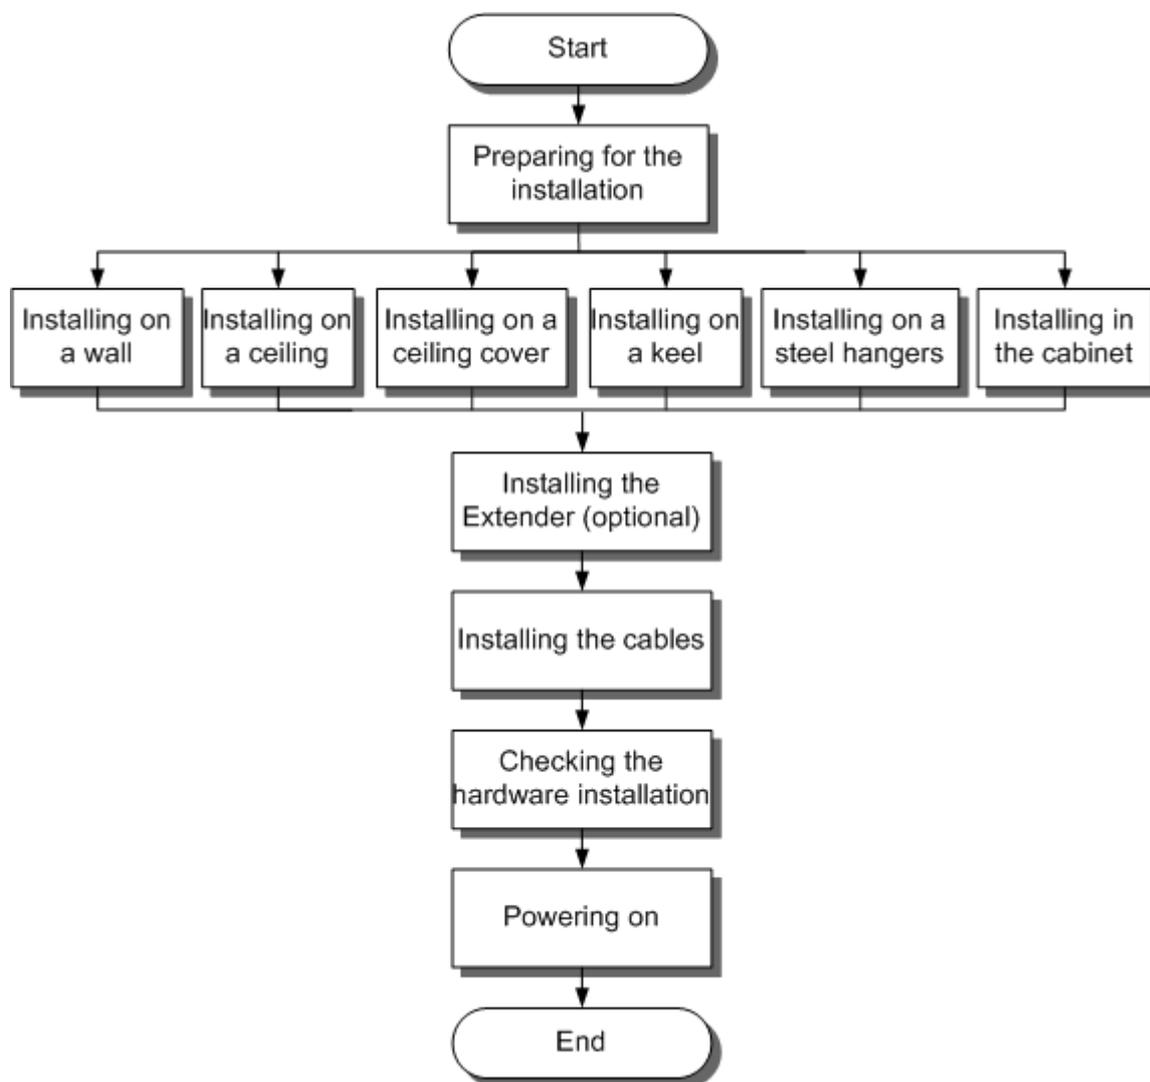 Start
Preparing for the
installation
Installing on
a wall
Installing on
a ceiling
Installing on a
ceiling cover
Installing on
a keel
Installing on a
steel hangers
Installing in
the cabinet
Installing the
Extender (optional)
Installing the cables
Checking the
hardware installation
Powering on
End